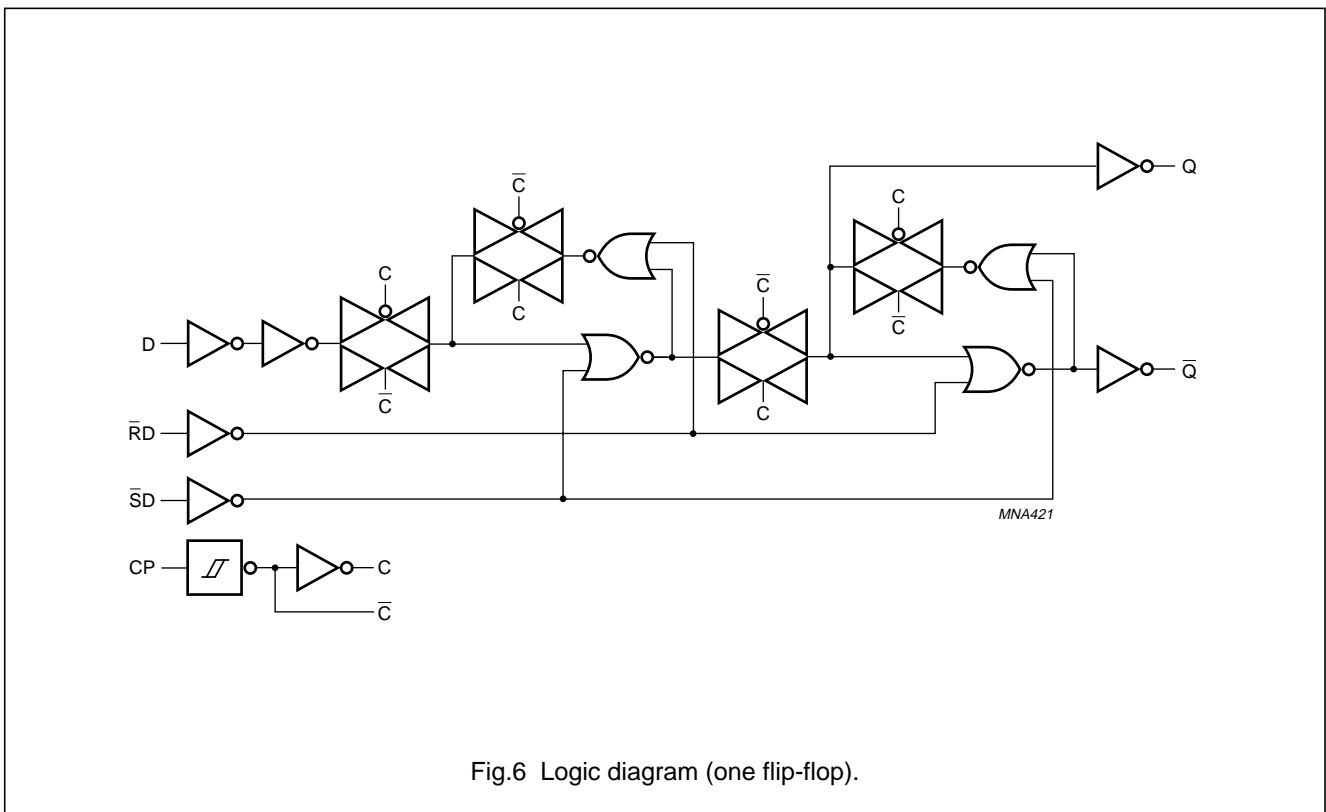 Q
C̅
C
C
C̅
D
C
C̅
C
C̅
Q̅
C̅
C
R̅D
S̅D
MNA421
CP
C
C̅
Fig.6 Logic diagram (one flip-flop).